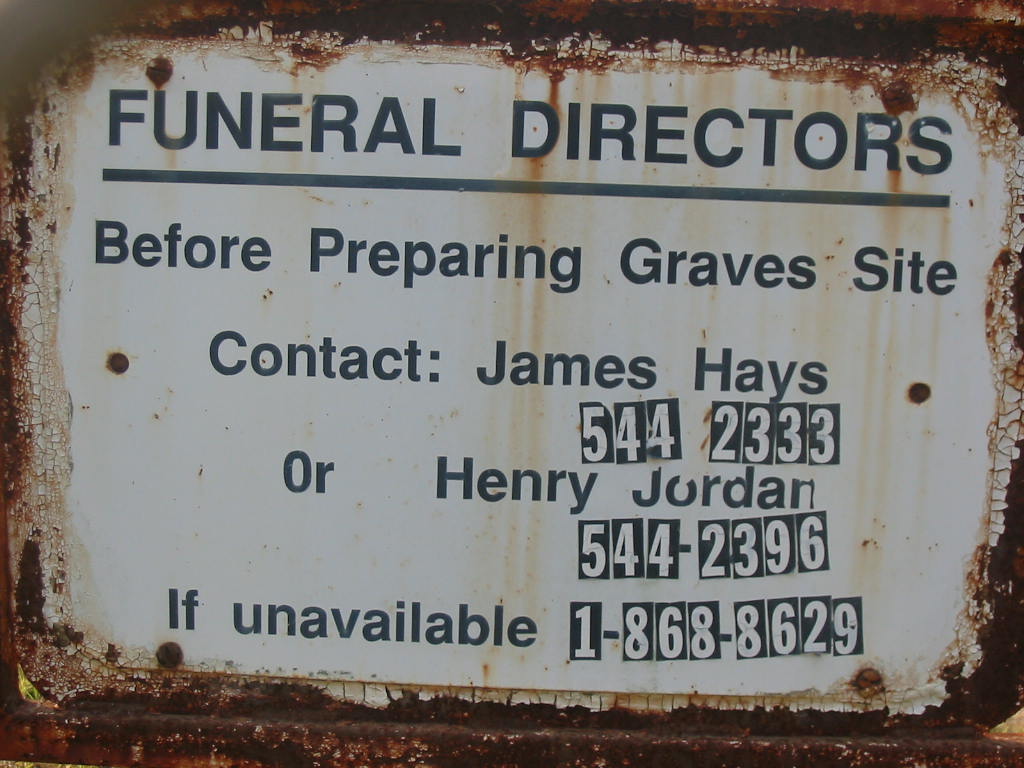 FUNERAL DIRECTORS
Before Preparing Graves Site
Contact: James Hays
544 2333
Or Henry Jordan
544-2396
If unavailable 1-868-8629